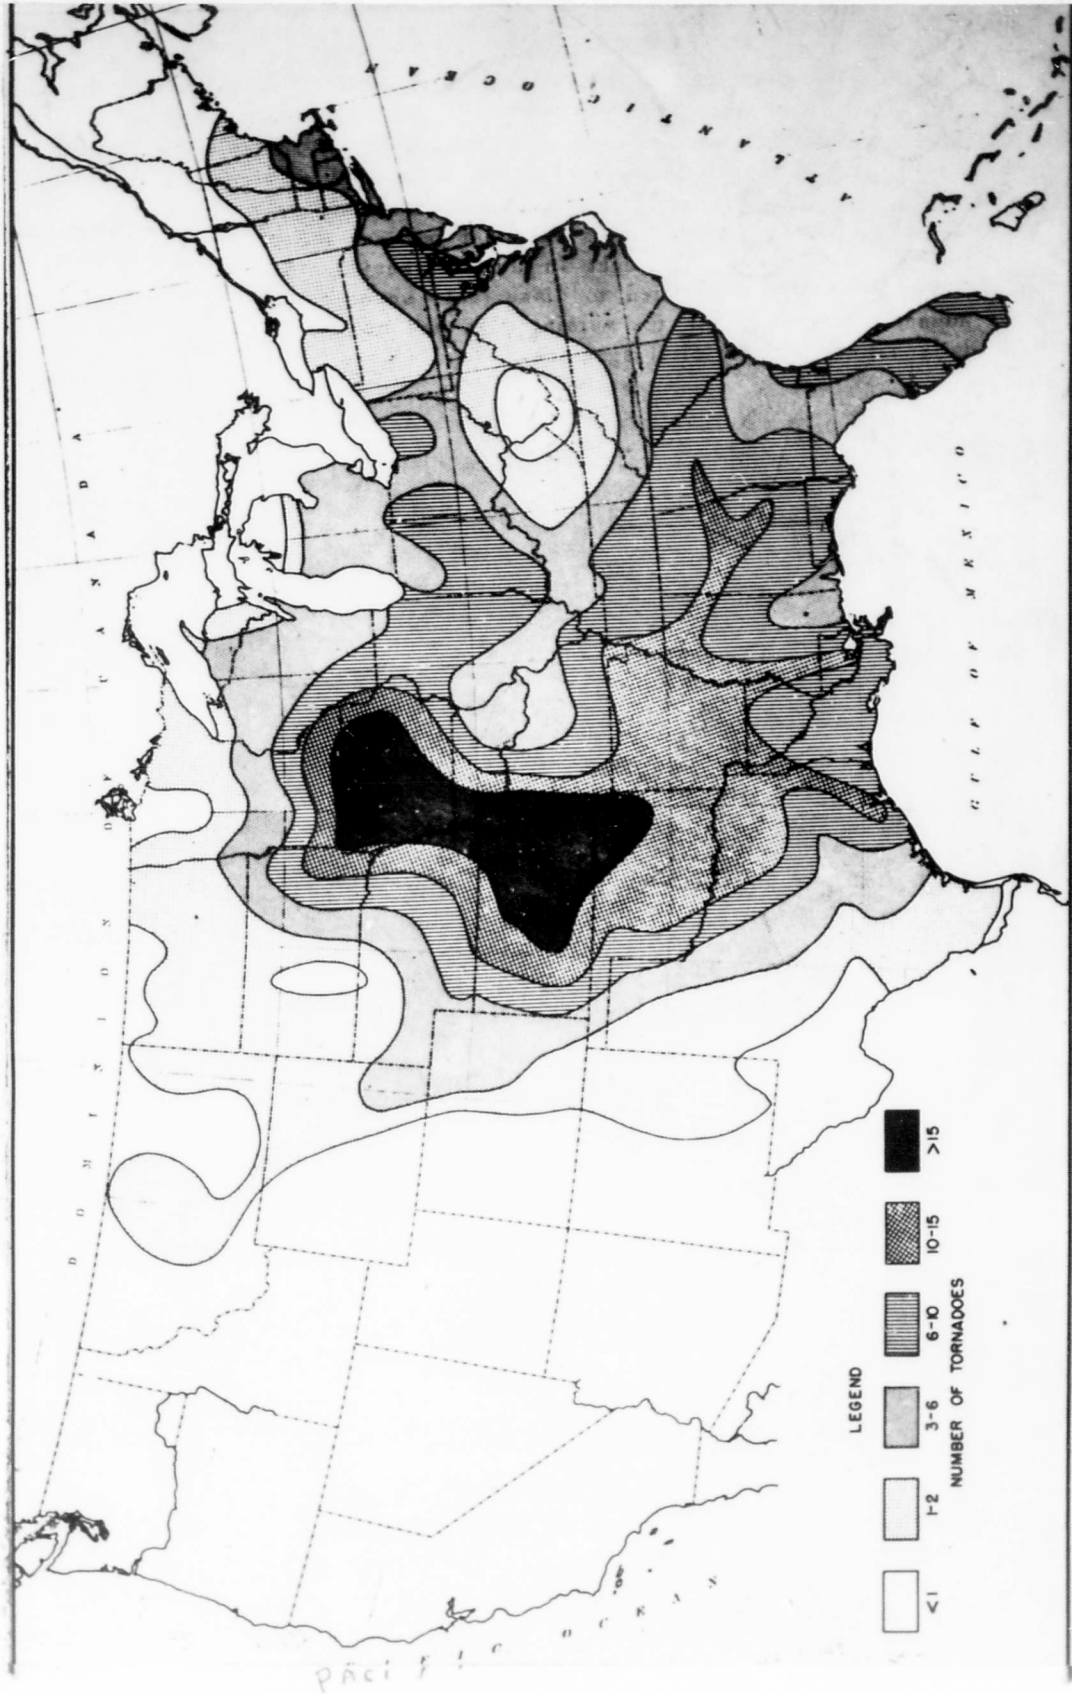 DOMINION OF CANADA
ATLANTIC OCEAN
GULF OF MEXICO
PACIFIC OCEAN
LEGEND
<1 1-2 3-6 6-10 10-15 >15
NUMBER OF TORNADOES